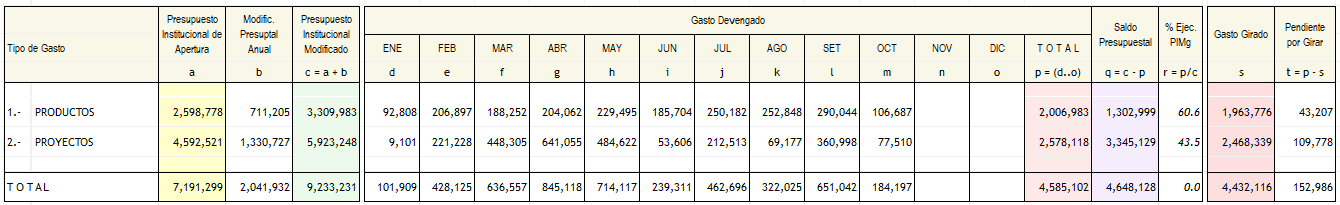 Tipo de Gasto Presupuesto Institucional de Apertura a Modific. Presuptal Anual b Presupuesto Institucional Modificado c = a + b Gasto Devengado Saldo Presupuestal q = c - p % Ejec. PIMg r = p/c Gasto Girado s Pendiente por Girar t = p - s
ENE FEB MAR ABR MAY JUN JUL AGO SET OCT NOV DIC T O T A L
d e f g h i j k l m n o p = (d..o)
1.- PRODUCTOS 2,598,778 711,205 3,309,983 92,808 206,897 188,252 204,062 229,495 185,704 250,182 252,848 290,044 106,687 2,006,983 1,302,999 60.6 1,963,776 43,207
2.- PROYECTOS 4,592,521 1,330,727 5,923,248 9,101 221,228 448,305 641,055 484,622 53,606 212,513 69,177 360,998 77,510 2,578,118 3,345,129 43.5 2,468,339 109,778
T O T A L 7,191,299 2,041,932 9,233,231 101,909 428,125 636,557 845,118 714,117 239,311 462,696 322,025 651,042 184,197 4,585,102 4,648,128 0.0 4,432,116 152,986